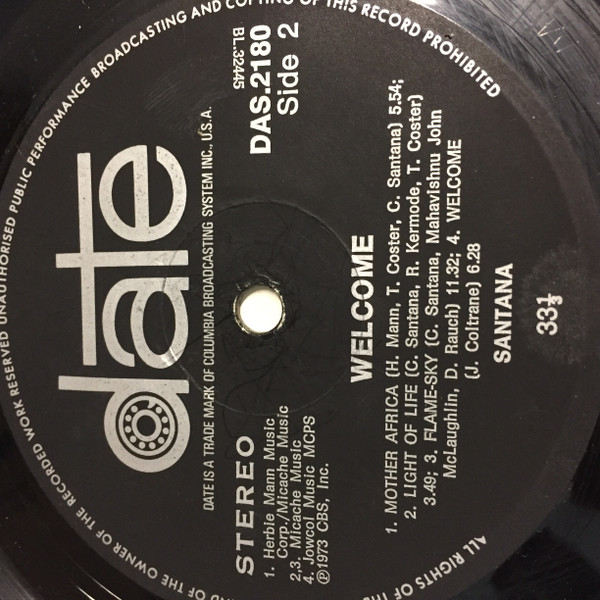 ALL RIGHTS OF THE
ND OF THE OWNER OF THE RECORDED WORK RESERVED UNAUTHORISED PUBLIC PERFORMANCE BROADCASTING AND COPYING OF THIS RECORD PROHIBITED
date
DATE IS A TRADE MARK OF COLUMBIA BROADCASTING SYSTEM INC., U.S.A.
STEREO
BL.32445
DAS.2180
Side 2
1. Herbie Mann Music
Corp./Micache Music
2,3. Micache Music
4. Jowcol Music MCPS
℗1973 CBS, Inc.
WELCOME
1. MOTHER AFRICA (H. Mann, T. Coster, C. Santana) 5.54;
2. LIGHT OF LIFE (C. Santana, R. Kermode, T. Coster)
3.49; 3. FLAME-SKY (C. Santana, Mahavishnu John
McLaughlin, D. Rauch) 11.32; 4. WELCOME
(J. Coltrane) 6.28
SANTANA
33⅓